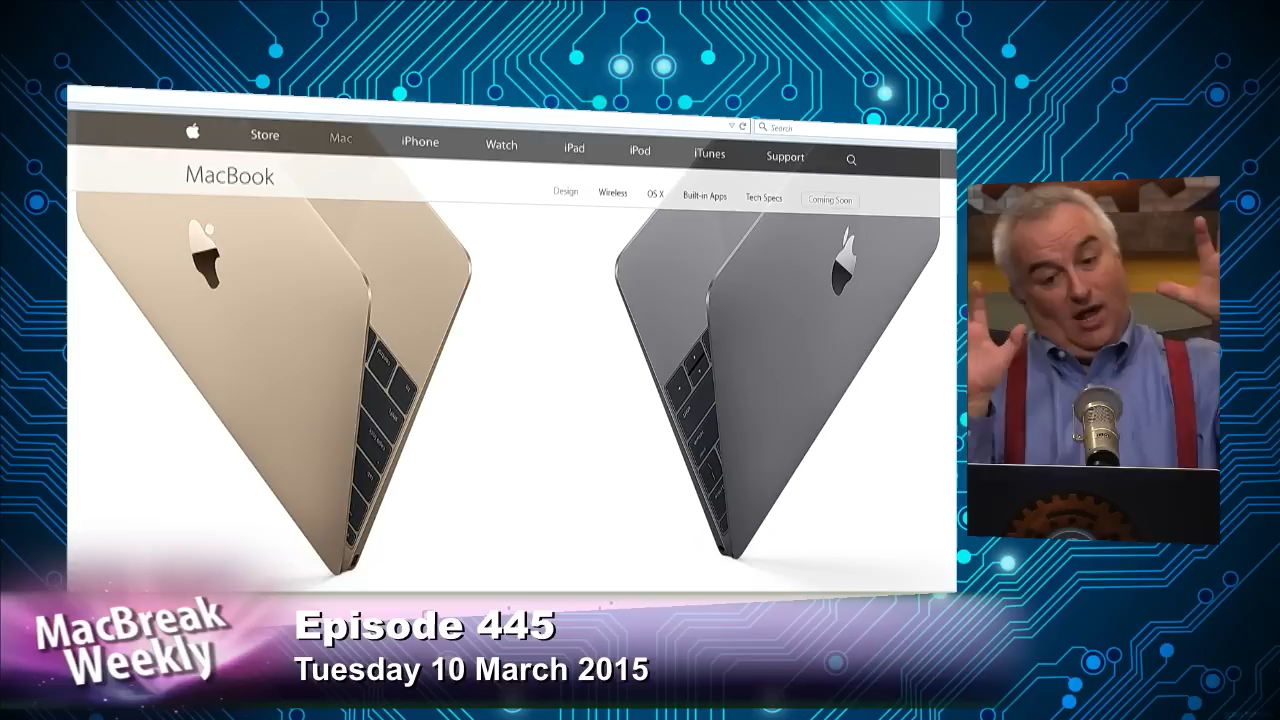 Search
Store Mac iPhone Watch iPad iPod iTunes Support
MacBook
Design Wireless OS X Built-in Apps Tech Specs Coming Soon
MacBreak
Weekly
Episode 445
Tuesday 10 March 2015